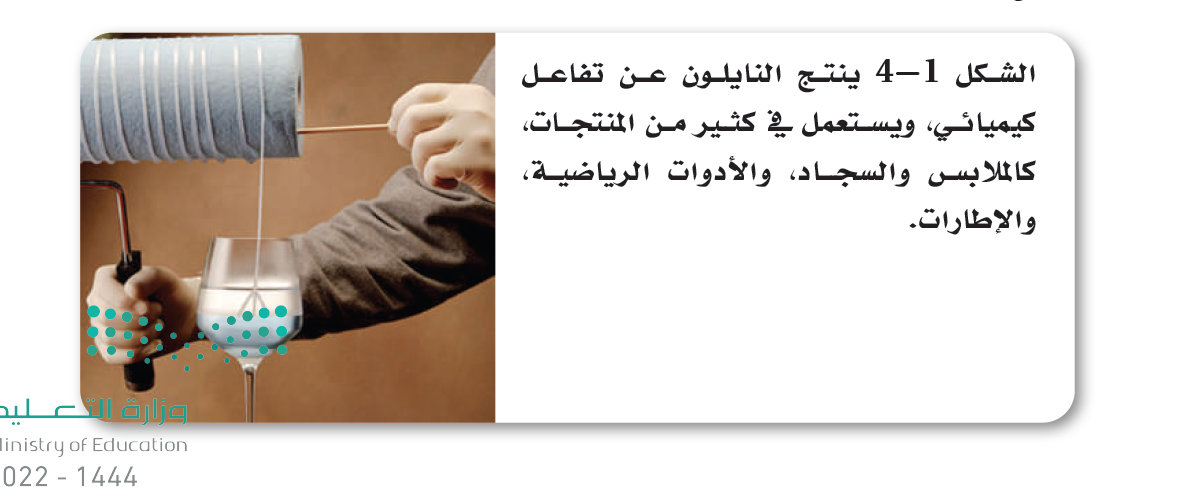 الشكل 1–4 ينتج النايلون عن تفاعل
كيميائي، ويستعمل في كثير من المنتجات،
كالملابس والسجاد، والأدوات الرياضية،
والإطارات.
وزارة التعليم
Ministry of Education
2022 - 1444